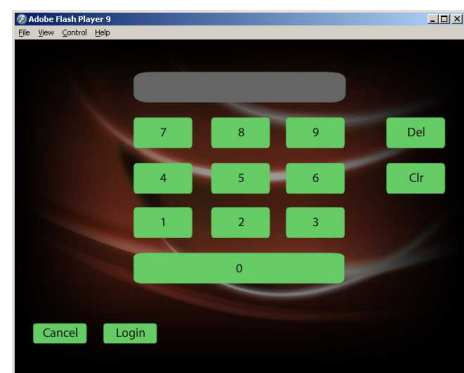 Adobe Flash Player 9
File View Control Help
7 8 9 Del
4 5 6 Clr
1 2 3
0
Cancel Login